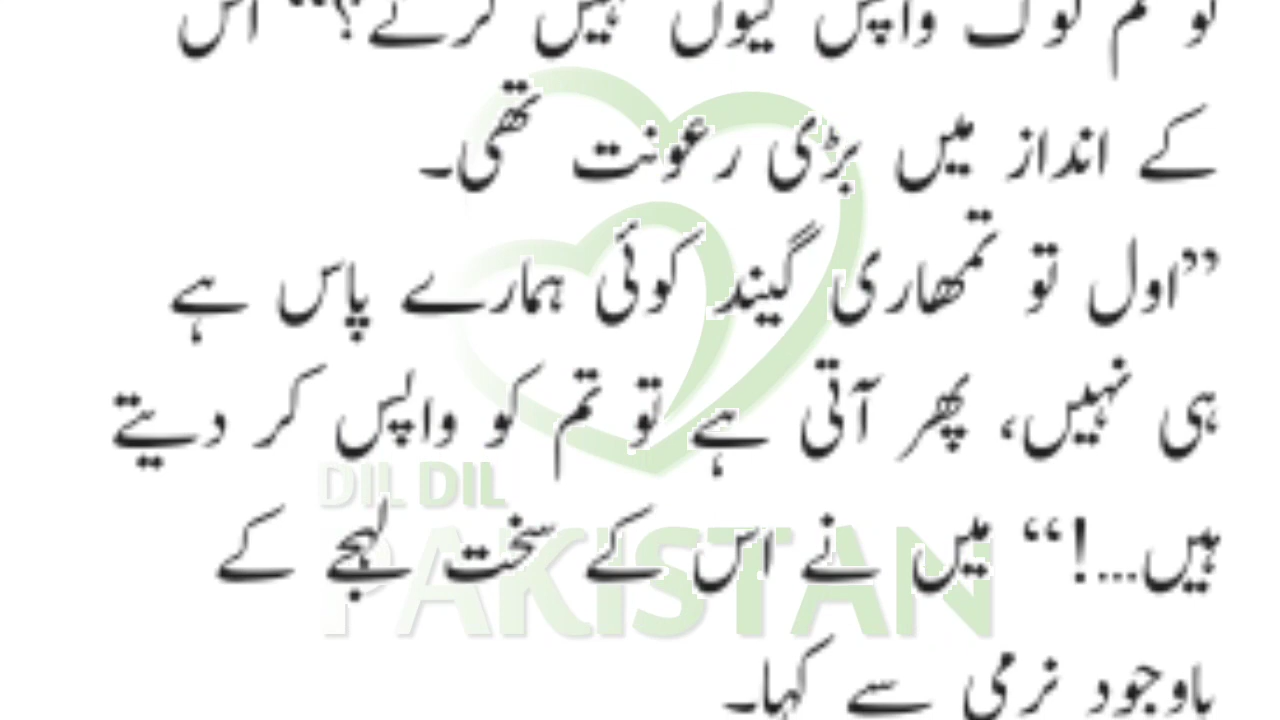 تو تم لوگ واپس کیوں نہیں کرتے؟“ اس
کے انداز میں بڑی رعونت تھی۔
”اول تو تمھاری گیند کوئی ہمارے پاس ہے
ہی نہیں، پھر آتی ہے تو تم کو واپس کر دیتے
ہیں...!“ میں نے اس کے سخت لہجے کے
باوجود نرمی سے کہا۔
DIL DIL
PAKISTAN